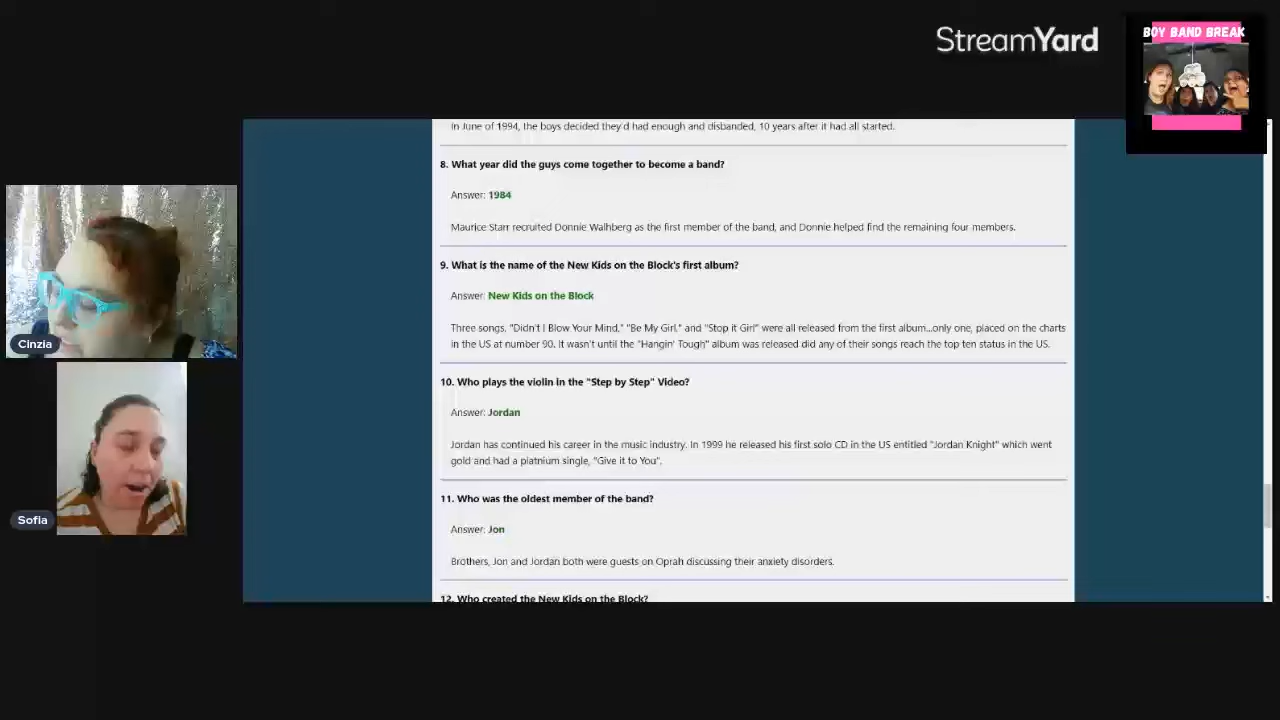 StreamYard
BOY BAND BREAK
In June of 1994, the boys decided they'd had enough and disbanded, 10 years after it had all started.
8. What year did the guys come together to become a band?
Answer: 1984
Maurice Starr recruited Donnie Walhberg as the first member of the band, and Donnie helped find the remaining four members.
9. What is the name of the New Kids on the Block's first album?
Answer: New Kids on the Block
Three songs, "Didn't I Blow Your Mind," "Be My Girl," and "Stop it Girl" were all released from the first album...only one, placed on the charts
in the US at number 90. It wasn't until the "Hangin' Tough" album was released did any of their songs reach the top ten status in the US.
10. Who plays the violin in the "Step by Step" Video?
Answer: Jordan
Jordan has continued his career in the music industry. In 1999 he released his first solo CD in the US entitled "Jordan Knight" which went
gold and had a platnium single, "Give it to You".
11. Who was the oldest member of the band?
Answer: Jon
Brothers, Jon and Jordan both were guests on Oprah discussing their anxiety disorders.
12. Who created the New Kids on the Block?
Cinzia
Sofia